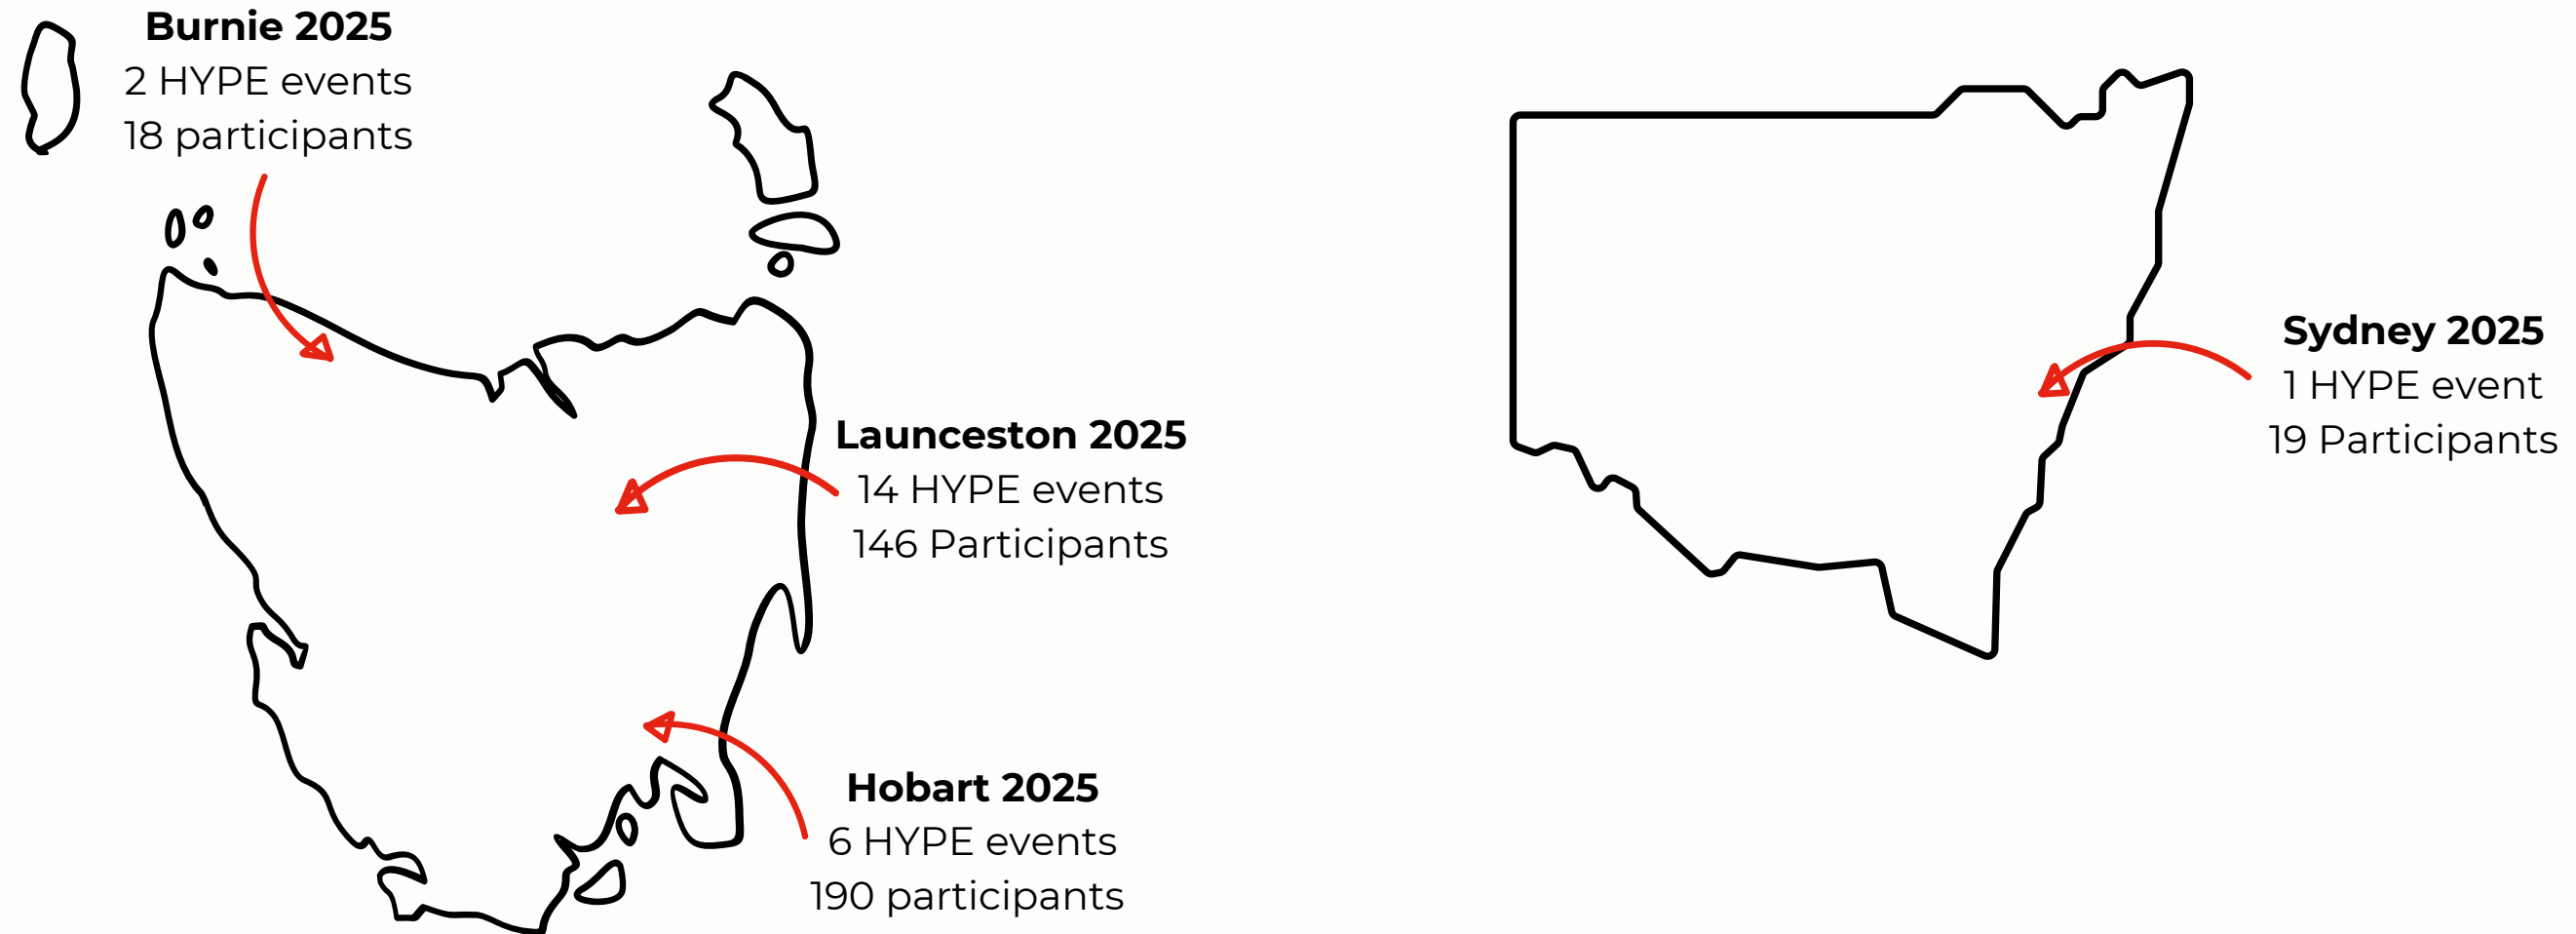 Burnie 2025
2 HYPE events
18 participants
Launceston 2025
14 HYPE events
146 Participants
Hobart 2025
6 HYPE events
190 participants
Sydney 2025
1 HYPE event
19 Participants